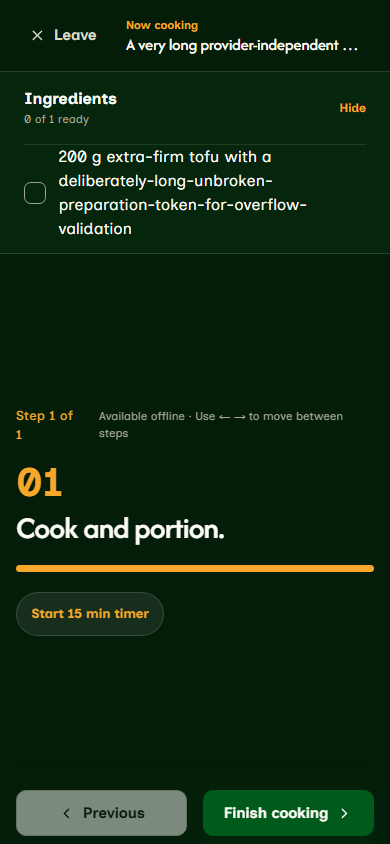 Leave
Now cooking
A very long provider-independent ...
Ingredients
0 of 1 ready
Hide
200 g extra-firm tofu with a
deliberately-long-unbroken-
preparation-token-for-overflow-
validation
Step 1 of
1
Available offline · Use ← → to move between
steps
01
Cook and portion.
Start 15 min timer
Previous
Finish cooking